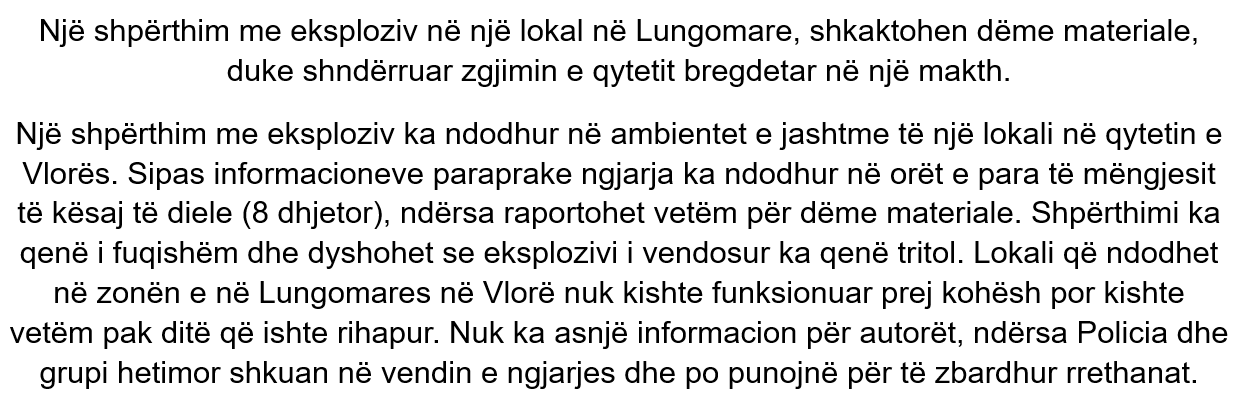 Një shpërthim me eksploziv në një lokal në Lungomare, shkaktohen dëme materiale,
duke shndërruar zgjimin e qytetit bregdetar në një makth.
Një shpërthim me eksploziv ka ndodhur në ambientet e jashtme të një lokali në qytetin e
Vlorës. Sipas informacioneve paraprake ngjarja ka ndodhur në orët e para të mëngjesit
të kësaj të diele (8 dhjetor), ndërsa raportohet vetëm për dëme materiale. Shpërthimi ka
qenë i fuqishëm dhe dyshohet se eksplozivi i vendosur ka qenë tritol. Lokali që ndodhet
në zonën e në Lungomares në Vlorë nuk kishte funksionuar prej kohësh por kishte
vetëm pak ditë që ishte rihapur. Nuk ka asnjë informacion për autorët, ndërsa Policia dhe
grupi hetimor shkuan në vendin e ngjarjes dhe po punojnë për të zbardhur rrethanat.